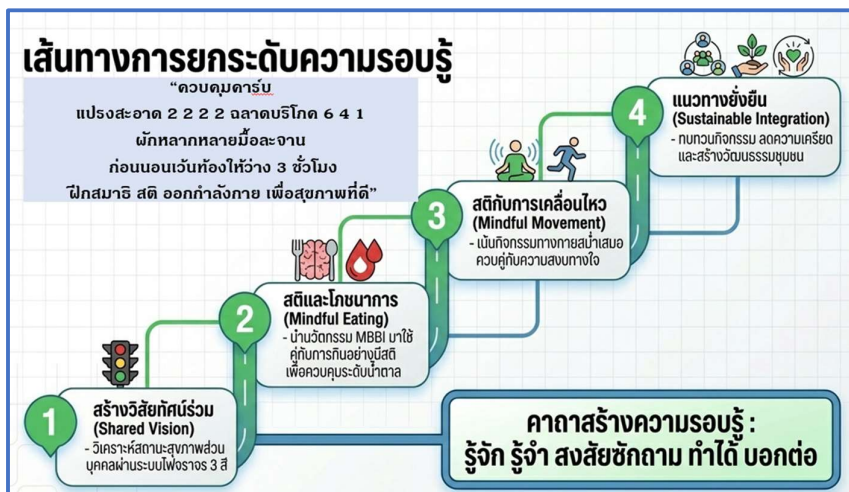 เส้นทางการยกระดับความรอบรู้
“ควบคุมคาร์บ
แปรงสะอาด 2 2 2 2 ฉลาดบริโภค 6 4 1
ผักหลากหลายมื้อละจาน
ก่อนนอนเว้นท้องให้ว่าง 3 ชั่วโมง
ฝึกสมาธิ สติ ออกกำลังกาย เพื่อสุขภาพที่ดี”
1
สร้างวิสัยทัศน์ร่วม
(Shared Vision)
- วิเคราะห์สถานะสุขภาพส่วน
บุคคลผ่านระบบไฟจราจร 3 สี
2
สติและโภชนาการ
(Mindful Eating)
- นำนวัตกรรม MBBI มาใช้
คู่กับการกินอย่างมีสติ
เพื่อควบคุมระดับน้ำตาล
3
สติกับการเคลื่อนไหว
(Mindful Movement)
- เน้นกิจกรรมทางกายสม่ำเสมอ
ควบคู่กับความสงบทางใจ
4
แนวทางยั่งยืน
(Sustainable Integration)
- ทบทวนกิจกรรม ลดความเครียด
และสร้างวัฒนธรรมชุมชน
คาถาสร้างความรอบรู้ :
รู้จัก รู้จำ สงสัยซักถาม ทำได้ บอกต่อ